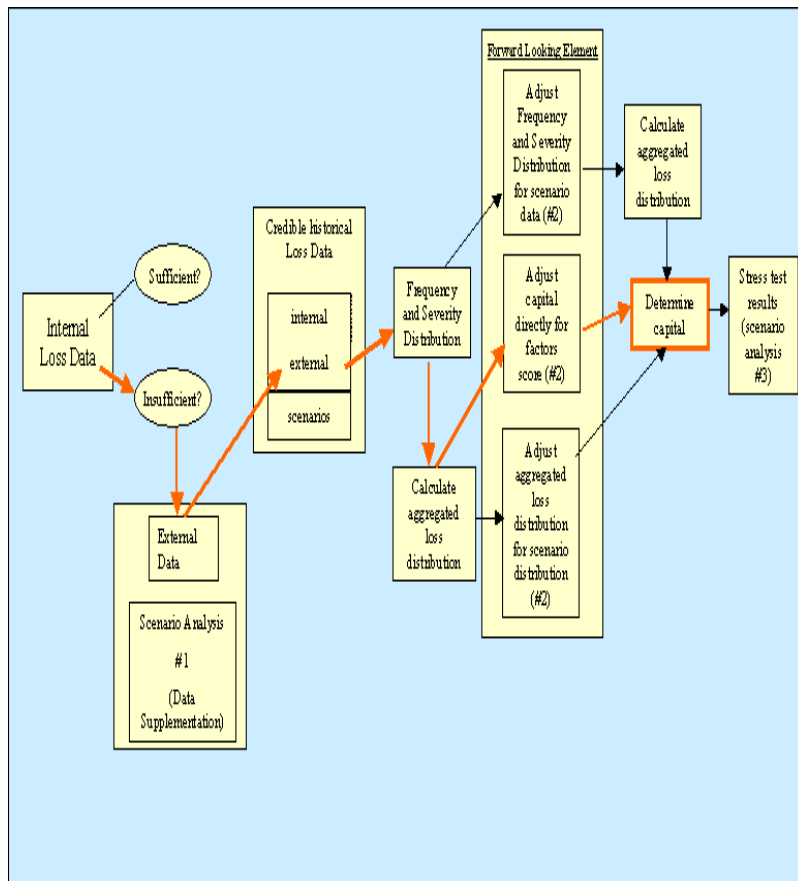 Internal
Loss Data
Sufficient?
Insufficient?
External
Data
Scenario Analysis
#1
(Data
Supplementation)
Credible historical
Loss Data
internal
external
scenarios
Frequency
and Severity
Distribution
Calculate
aggregated
loss
distribution
Forward Looking Element
Adjust
Frequency
and Severity
Distribution
for scenario
data (#2)
Adjust
capital
directly for
factors
score (#2)
Adjust
aggregated
loss
distribution
for scenario
distribution
(#2)
Calculate
aggregated
loss
distribution
Determine
capital
Stress test
results
(scenario
analysis
#3)